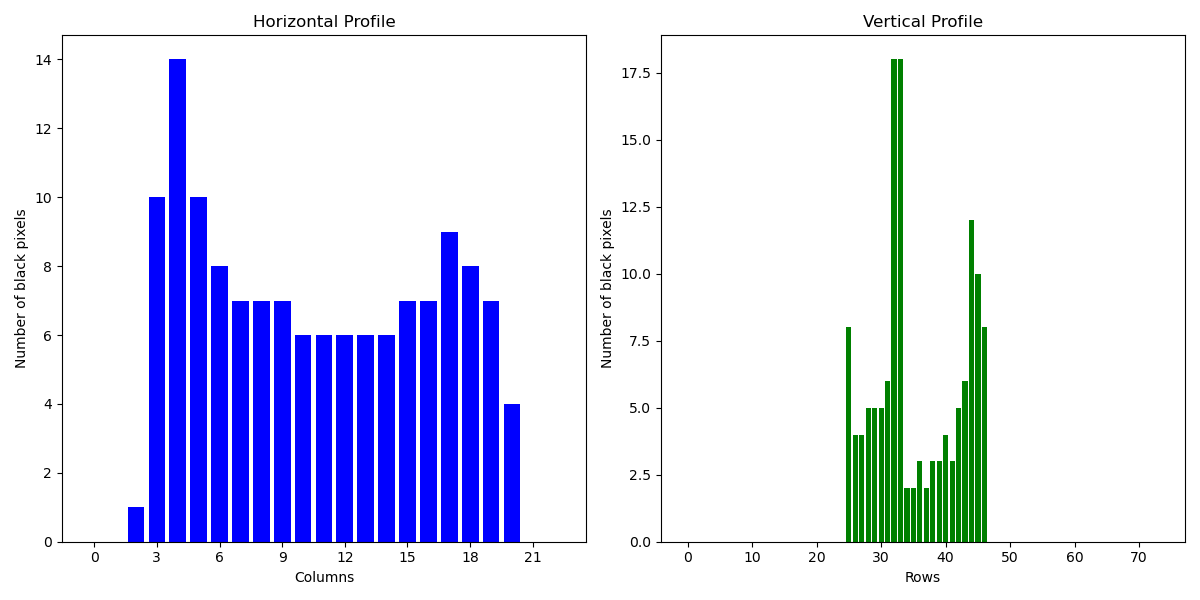 Horizontal Profile
Number of black pixels
14
12
10
8
6
4
2
0
0 3 6 9 12 15 18 21
Columns
Vertical Profile
Number of black pixels
17.5
15.0
12.5
10.0
7.5
5.0
2.5
0.0
0 10 20 30 40 50 60 70
Rows